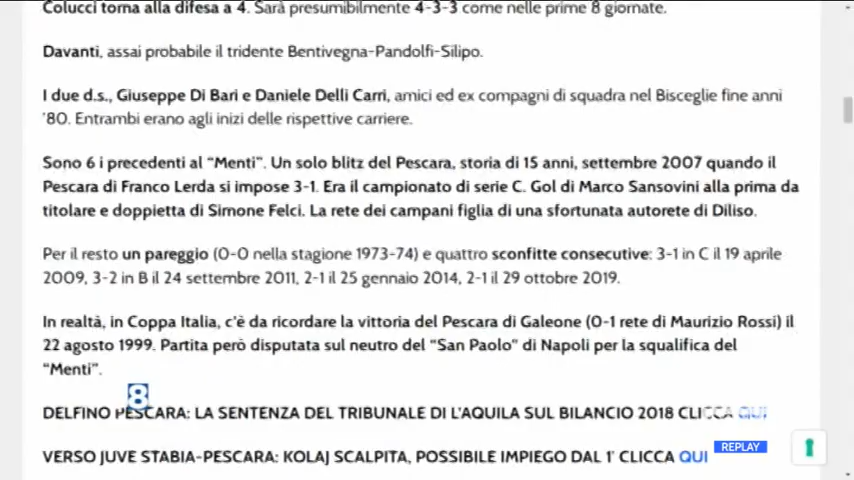 Colucci torna alla difesa a 4. Sarà presumibilmente 4-3-3 come nelle prime 8 giornate.
Davanti, assai probabile il tridente Bentivegna-Pandolfi-Silipo.
I due d.s., Giuseppe Di Bari e Daniele Delli Carri, amici ed ex compagni di squadra nel Bisceglie fine anni
'80. Entrambi erano agli inizi delle rispettive carriere.
Sono 6 i precedenti al "Menti". Un solo blitz del Pescara, storia di 15 anni, settembre 2007 quando il
Pescara di Franco Lerda si impose 3-1. Era il campionato di serie C. Gol di Marco Sansovini alla prima da
titolare e doppietta di Simone Felci. La rete dei campani figlia di una sfortunata autorete di Diliso.
Per il resto un pareggio (0-0 nella stagione 1973-74) e quattro sconfitte consecutive: 3-1 in C il 19 aprile
2009, 3-2 in B il 24 settembre 2011, 2-1 il 25 gennaio 2014, 2-1 il 29 ottobre 2019.
In realtà, in Coppa Italia, c'è da ricordare la vittoria del Pescara di Galeone (0-1 rete di Maurizio Rossi) il
22 agosto 1999. Partita però disputata sul neutro del "San Paolo" di Napoli per la squalifica del
"Menti".
8
DELFINO PESCARA: LA SENTENZA DEL TRIBUNALE DI L'AQUILA SUL BILANCIO 2018 CLICCA QUI
REPLAY
VERSO JUVE STABIA-PESCARA: KOLAJ SCALPITA, POSSIBILE IMPIEGO DAL 1' CLICCA QUI